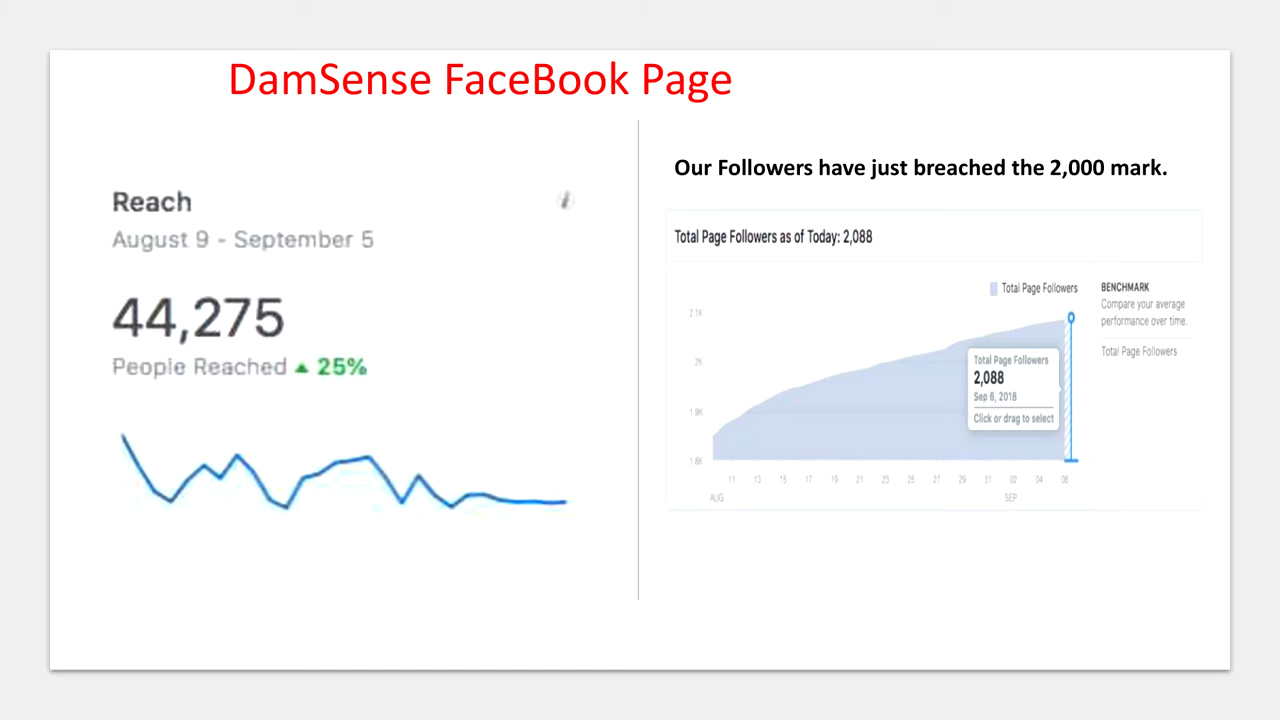 DamSense FaceBook Page
Reach
i
August 9 - September 5
44,275
People Reached ▲ 25%
Our Followers have just breached the 2,000 mark.
Total Page Followers as of Today: 2,088
Total Page Followers
BENCHMARK
Compare your average
performance over time.
Total Page Followers
2.1K
2K
1.9K
1.8K
Total Page Followers
2,088
Sep 6, 2018
Click or drag to select
11 13 15 17 19 21 23 25 27 29 31 02 04 06
AUG SEP